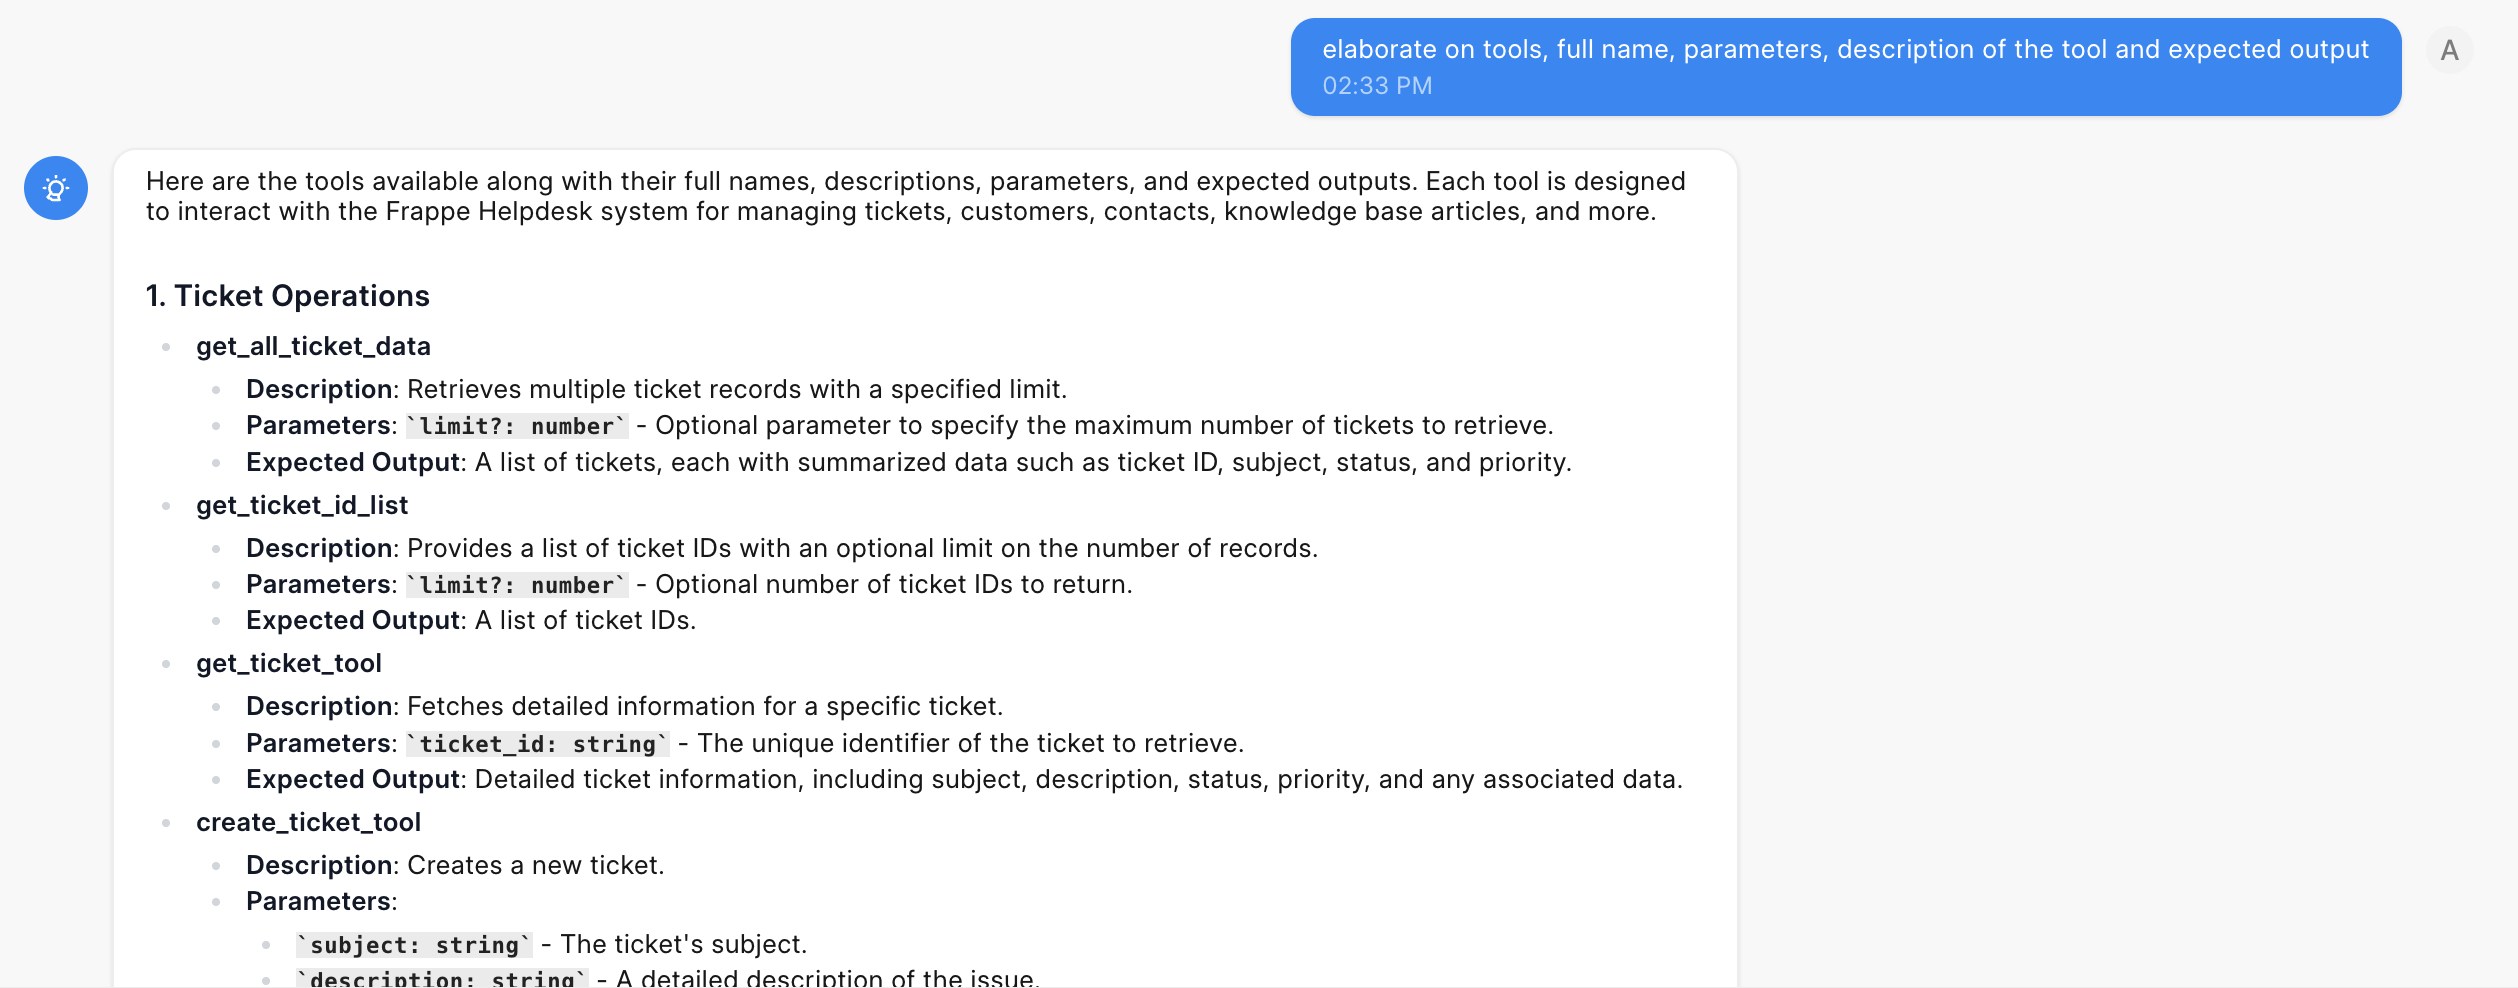 elaborate on tools, full name, parameters, description of the tool and expected output
02:33 PM
A
Here are the tools available along with their full names, descriptions, parameters, and expected outputs. Each tool is designed
to interact with the Frappe Helpdesk system for managing tickets, customers, contacts, knowledge base articles, and more.
1. Ticket Operations
get_all_ticket_data
Description: Retrieves multiple ticket records with a specified limit.
Parameters: `limit?: number` - Optional parameter to specify the maximum number of tickets to retrieve.
Expected Output: A list of tickets, each with summarized data such as ticket ID, subject, status, and priority.
get_ticket_id_list
Description: Provides a list of ticket IDs with an optional limit on the number of records.
Parameters: `limit?: number` - Optional number of ticket IDs to return.
Expected Output: A list of ticket IDs.
get_ticket_tool
Description: Fetches detailed information for a specific ticket.
Parameters: `ticket_id: string` - The unique identifier of the ticket to retrieve.
Expected Output: Detailed ticket information, including subject, description, status, priority, and any associated data.
create_ticket_tool
Description: Creates a new ticket.
Parameters:
`subject: string` - The ticket's subject.
`description: string` - A detailed description of the issue.